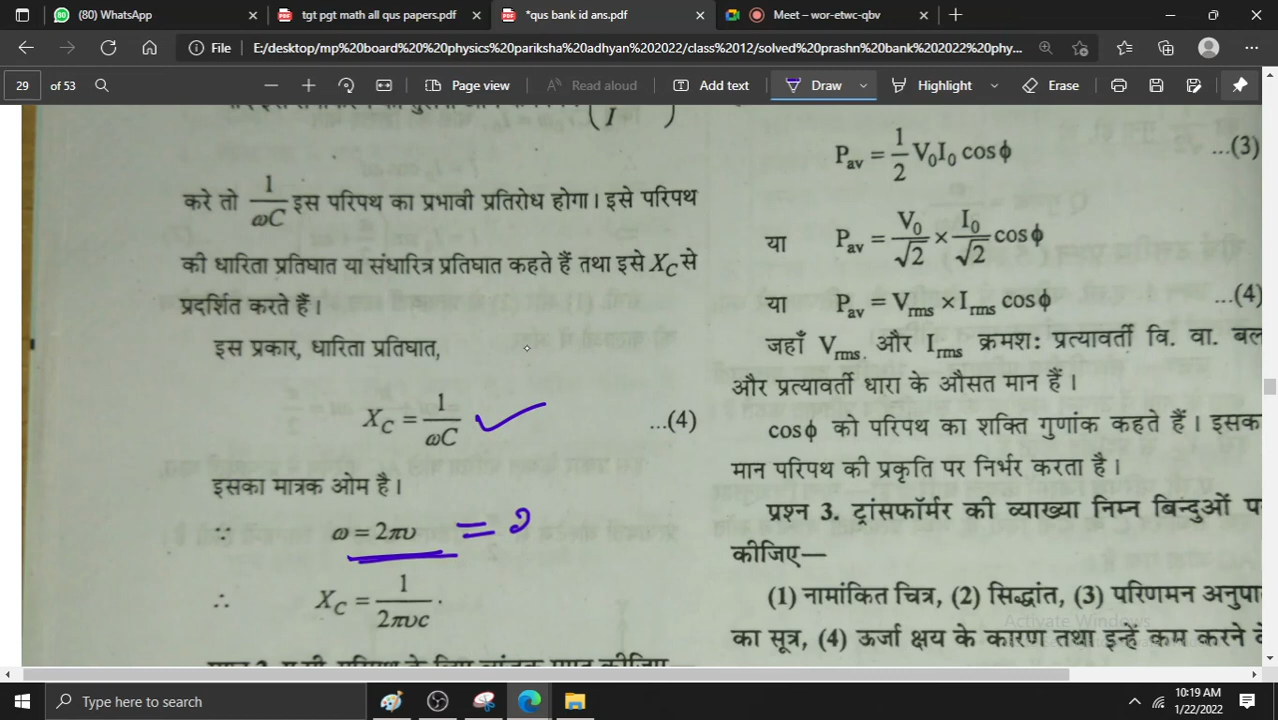 (80) WhatsApp
tgt pgt math all qus papers.pdf
*qus bank id ans.pdf
Meet – wor-etwc-qbv
File
E:/desktop/mp%20board%20%20physics%20pariksha%20adhyan%202022/class%2012/solved%20prashn%20bank%202022%20phy...
29 of 53
Page view
Read aloud
Add text
Draw
Highlight
Erase
करे तो 1/ωC इस परिपथ का प्रभावी प्रतिरोध होगा। इसे परिपथ
की धारिता प्रतिघात या संधारित्र प्रतिघात कहते हैं तथा इसे X_C से
प्रदर्शित करते हैं।
इस प्रकार, धारिता प्रतिघात,
X_C = 1/ωC ...(4)
इसका मात्रक ओम है।
∵ ω = 2πυ =
∴ X_C = 1/2πυc .
P_av = 1/2 V₀I₀ cosϕ ...(3)
या P_av = V₀/√2 × I₀/√2 cosϕ
या P_av = V_rms × I_rms cosϕ ...(4)
जहाँ V_rms. और I_rms क्रमश: प्रत्यावर्ती वि. वा. बल
और प्रत्यावर्ती धारा के औसत मान हैं।
cosϕ को परिपथ का शक्ति गुणांक कहते हैं। इसक
मान परिपथ की प्रकृति पर निर्भर करता है।
प्रश्न 3. ट्रांसफॉर्मर की व्याख्या निम्न बिन्दुओं प
कीजिए—
(1) नामांकित चित्र, (2) सिद्धांत, (3) परिणमन अनुपा
का सूत्र, (4) ऊर्जा क्षय के कारण तथा इन्हें कम करने वे
Activate Windows
Type here to search
10:19 AM
1/22/2022